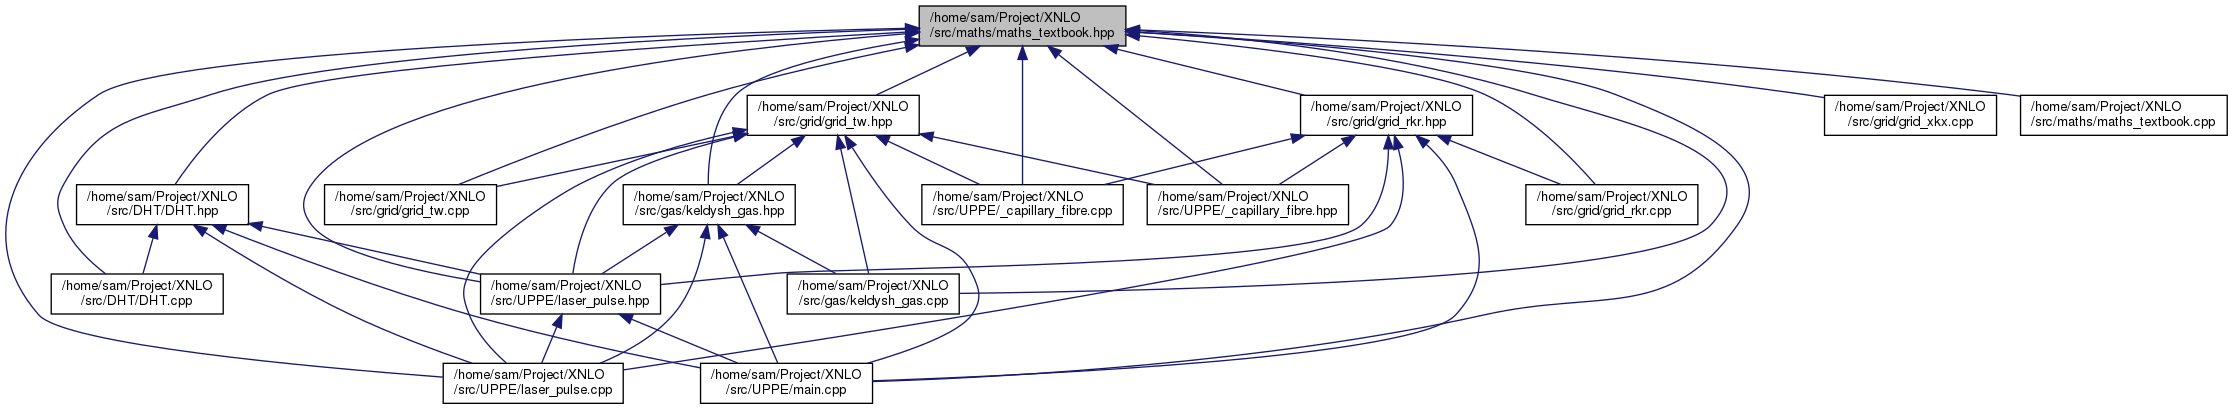 /home/sam/Project/XNLO
/src/maths/maths_textbook.hpp
/home/sam/Project/XNLO
/src/grid/grid_tw.hpp
/home/sam/Project/XNLO
/src/grid/grid_rkr.hpp
/home/sam/Project/XNLO
/src/grid/grid_xkx.cpp
/home/sam/Project/XNLO
/src/maths/maths_textbook.cpp
/home/sam/Project/XNLO
/src/DHT/DHT.hpp
/home/sam/Project/XNLO
/src/grid/grid_tw.cpp
/home/sam/Project/XNLO
/src/gas/keldysh_gas.hpp
/home/sam/Project/XNLO
/src/UPPE/_capillary_fibre.cpp
/home/sam/Project/XNLO
/src/UPPE/_capillary_fibre.hpp
/home/sam/Project/XNLO
/src/grid/grid_rkr.cpp
/home/sam/Project/XNLO
/src/DHT/DHT.cpp
/home/sam/Project/XNLO
/src/UPPE/laser_pulse.hpp
/home/sam/Project/XNLO
/src/gas/keldysh_gas.cpp
/home/sam/Project/XNLO
/src/UPPE/laser_pulse.cpp
/home/sam/Project/XNLO
/src/UPPE/main.cpp